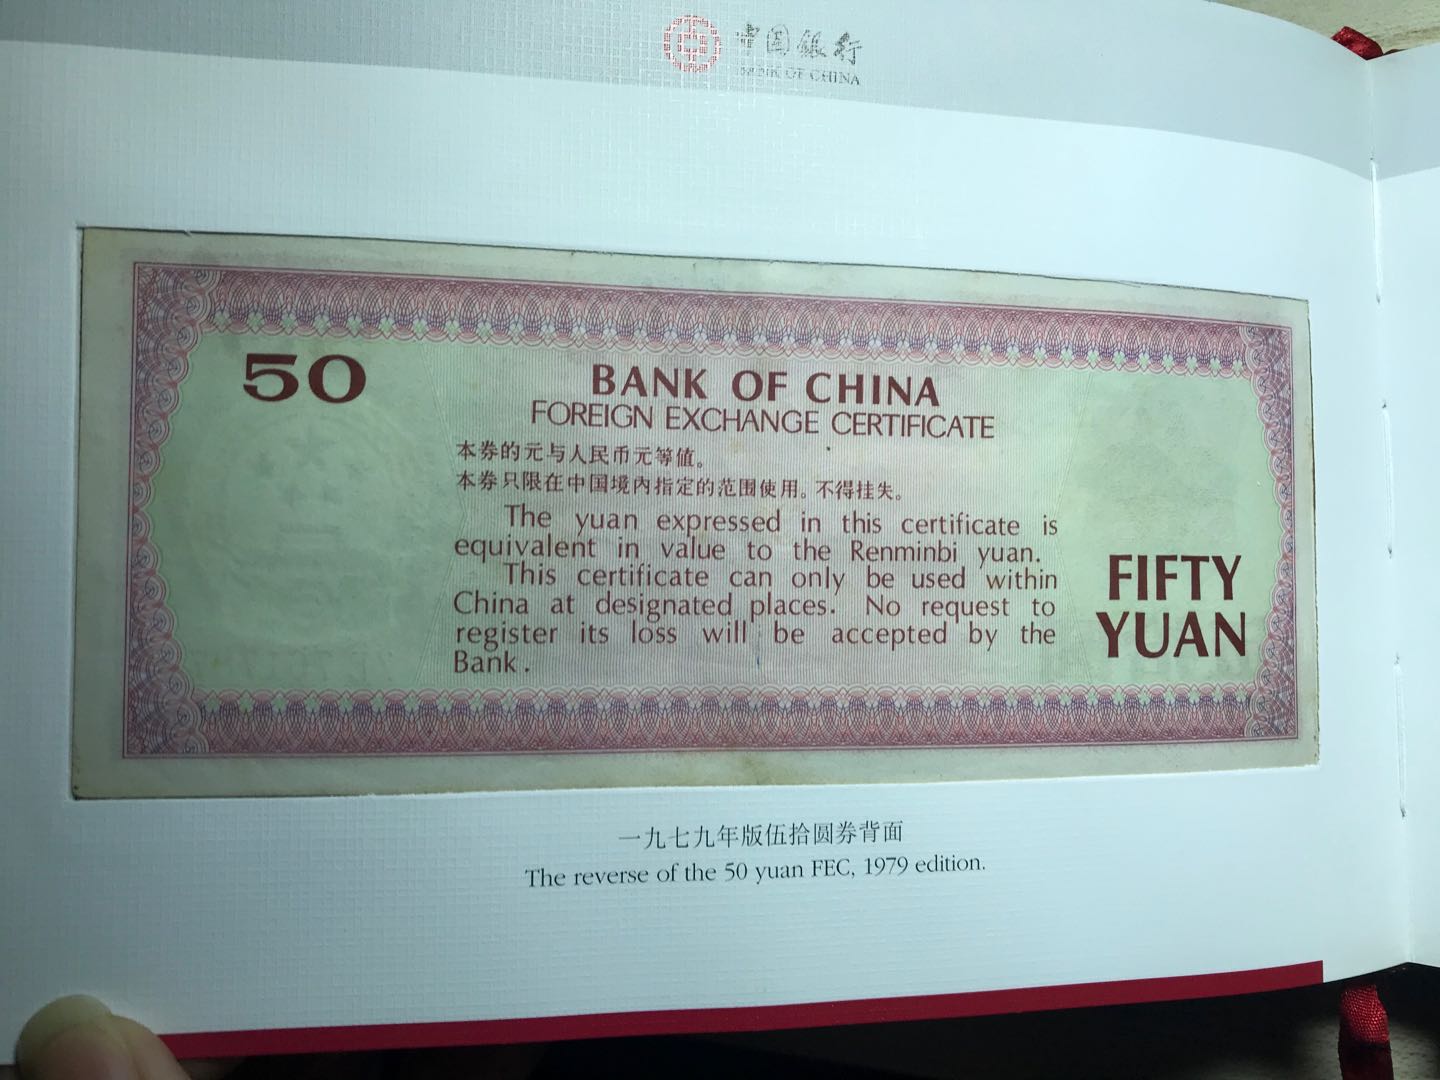 中国銀行
BANK OF CHINA
50
BANK OF CHINA
FOREIGN EXCHANGE CERTIFICATE
本券的元与人民币元等值。
本券只限在中国境内指定的范围使用。不得挂失。
The yuan expressed in this certificate is
equivalent in value to the Renminbi yuan.
This certificate can only be used within
China at designated places. No request to
register its loss will be accepted by the
Bank.
FIFTY
YUAN
一九七九年版伍拾圆券背面
The reverse of the 50 yuan FEC, 1979 edition.